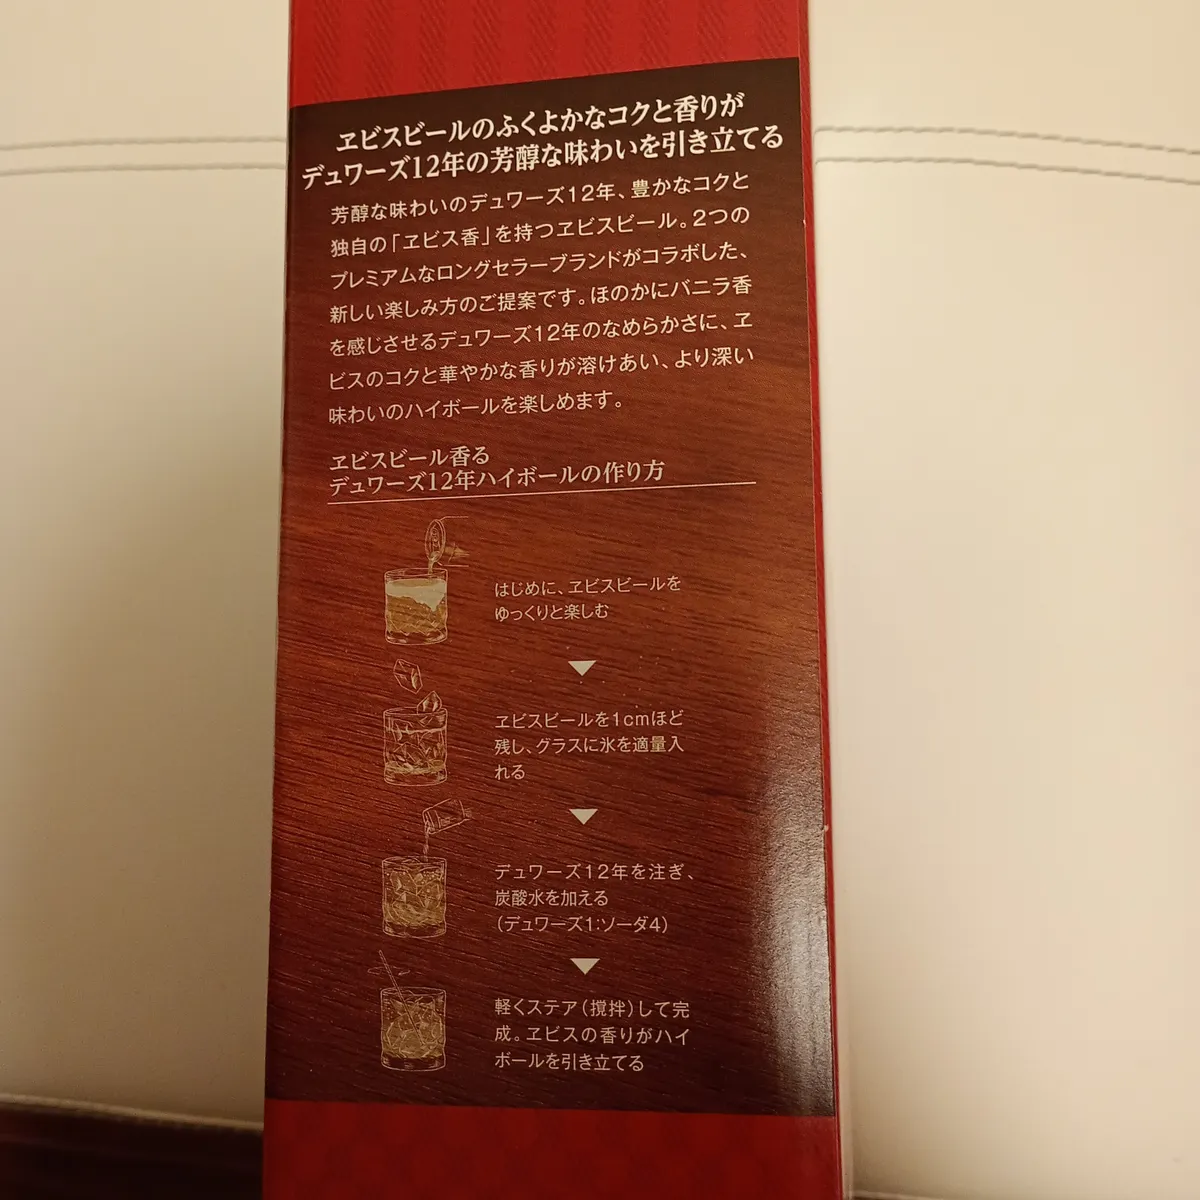 ヱビスビールのふくよかなコクと香りが
デュワーズ12年の芳醇な味わいを引き立てる
芳醇な味わいのデュワーズ12年、豊かなコクと
独自の「ヱビス香」を持つヱビスビール。2つの
プレミアムなロングセラーブランドがコラボした、
新しい楽しみ方のご提案です。ほのかにバニラ香
を感じさせるデュワーズ12年のなめらかさに、ヱ
ビスのコクと華やかな香りが溶けあい、より深い
味わいのハイボールを楽しめます。
ヱビスビール香る
デュワーズ12年ハイボールの作り方
はじめに、ヱビスビールを
ゆっくりと楽しむ
ヱビスビールを1cmほど
残し、グラスに氷を適量入
れる
デュワーズ12年を注ぎ、
炭酸水を加える
(デュワーズ1:ソーダ4)
軽くステア(撹拌)して完
成。ヱビスの香りがハイ
ボールを引き立てる